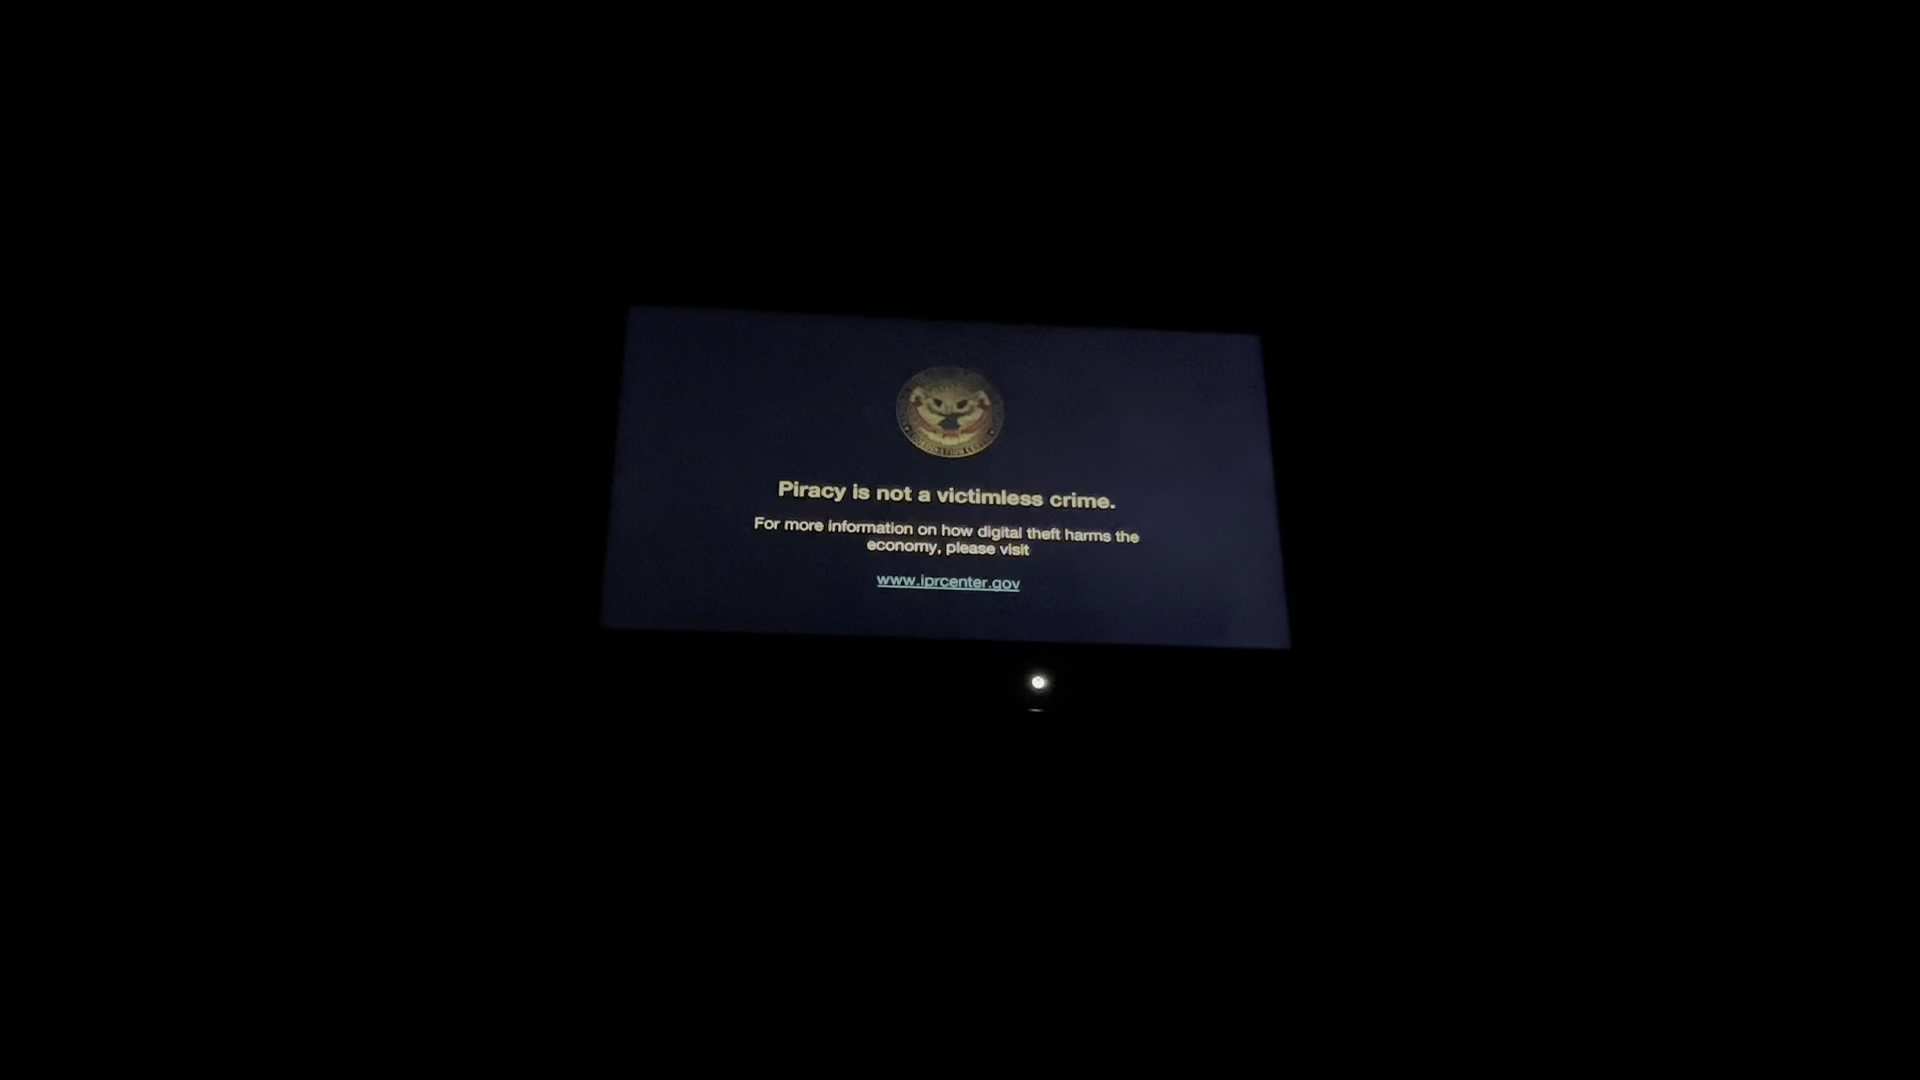 Piracy is not a victimless crime.
For more information on how digital theft harms the
economy, please visit
www.iprcenter.gov